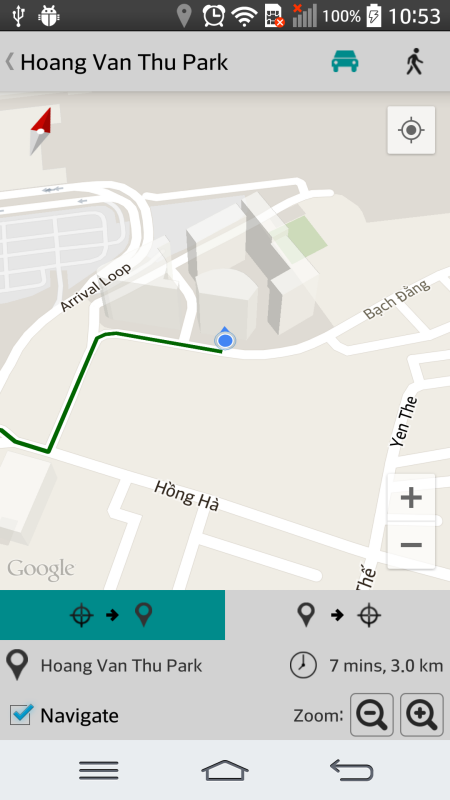 100% 10:53
Hoang Van Thu Park
Arrival Loop
Bạch Đằng
Yen The
Hồng Hà
Thế
Google
Hoang Van Thu Park
7 mins, 3.0 km
Navigate
Zoom: